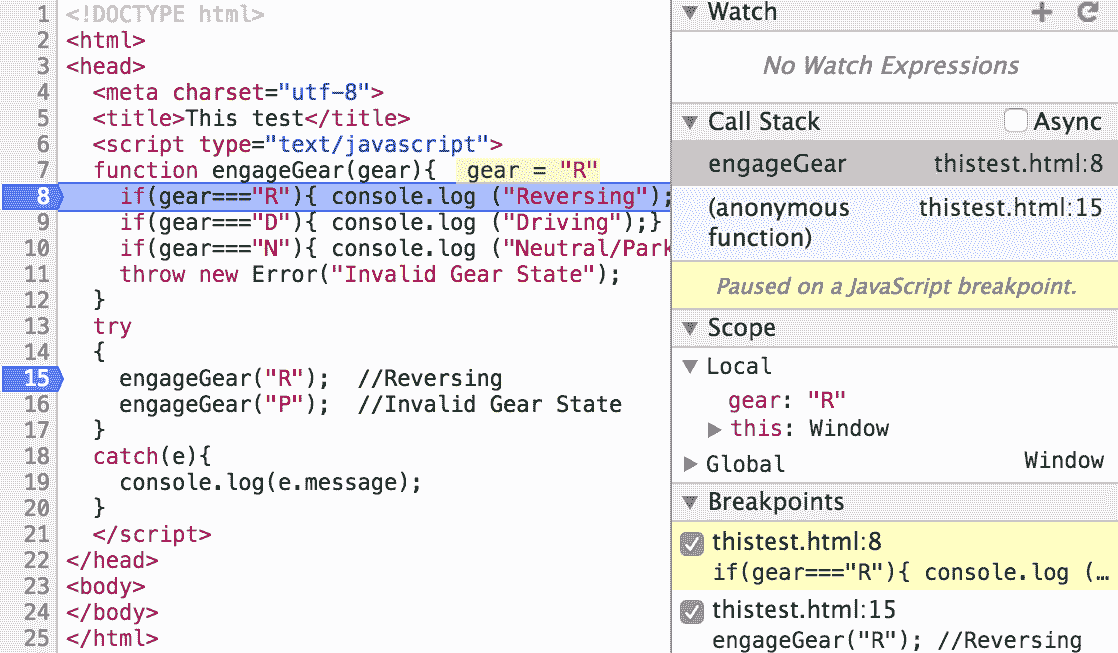 1 <!DOCTYPE html>
2 <html>
3 <head>
4 <meta charset="utf-8">
5 <title>This test</title>
6 <script type="text/javascript">
7 function engageGear(gear){ gear = "R"
8 if(gear==="R"){ console.log ("Reversing");
9 if(gear==="D"){ console.log ("Driving");}
10 if(gear==="N"){ console.log ("Neutral/Park
11 throw new Error("Invalid Gear State");
12 }
13 try
14 {
15 engageGear("R"); //Reversing
16 engageGear("P"); //Invalid Gear State
17 }
18 catch(e){
19 console.log(e.message);
20 }
21 </script>
22 </head>
23 <body>
24 </body>
25 </html>
Watch
No Watch Expressions
Call Stack Async
engageGear thistest.html:8
(anonymous thistest.html:15
function)
Paused on a JavaScript breakpoint.
Scope
Local
gear: "R"
this: Window
Global Window
Breakpoints
thistest.html:8
if(gear==="R"){ console.log (…
thistest.html:15
engageGear("R"); //Reversing